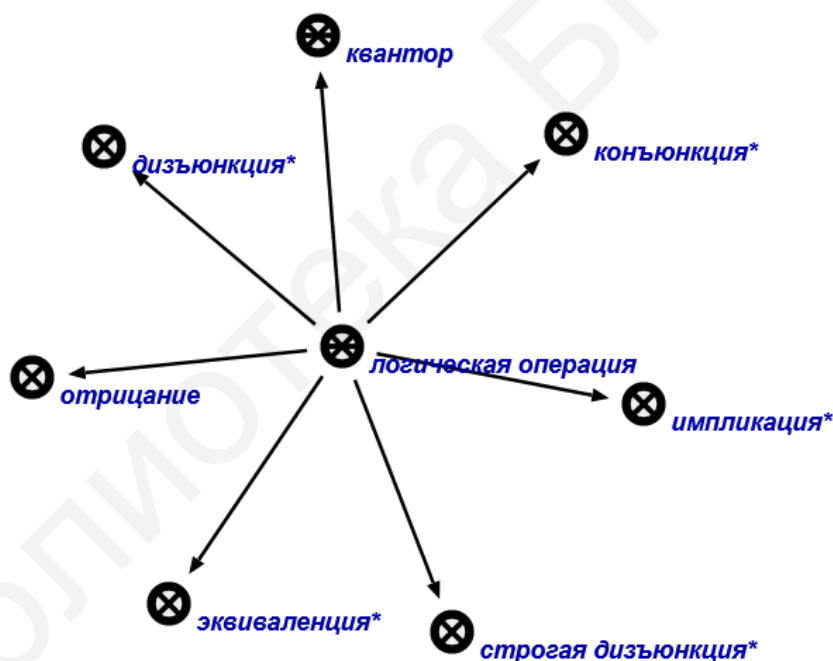 квантор
конъюнкция*
дизъюнкция*
логическая операция
отрицание
импликация*
эквиваленция*
строгая дизъюнкция*